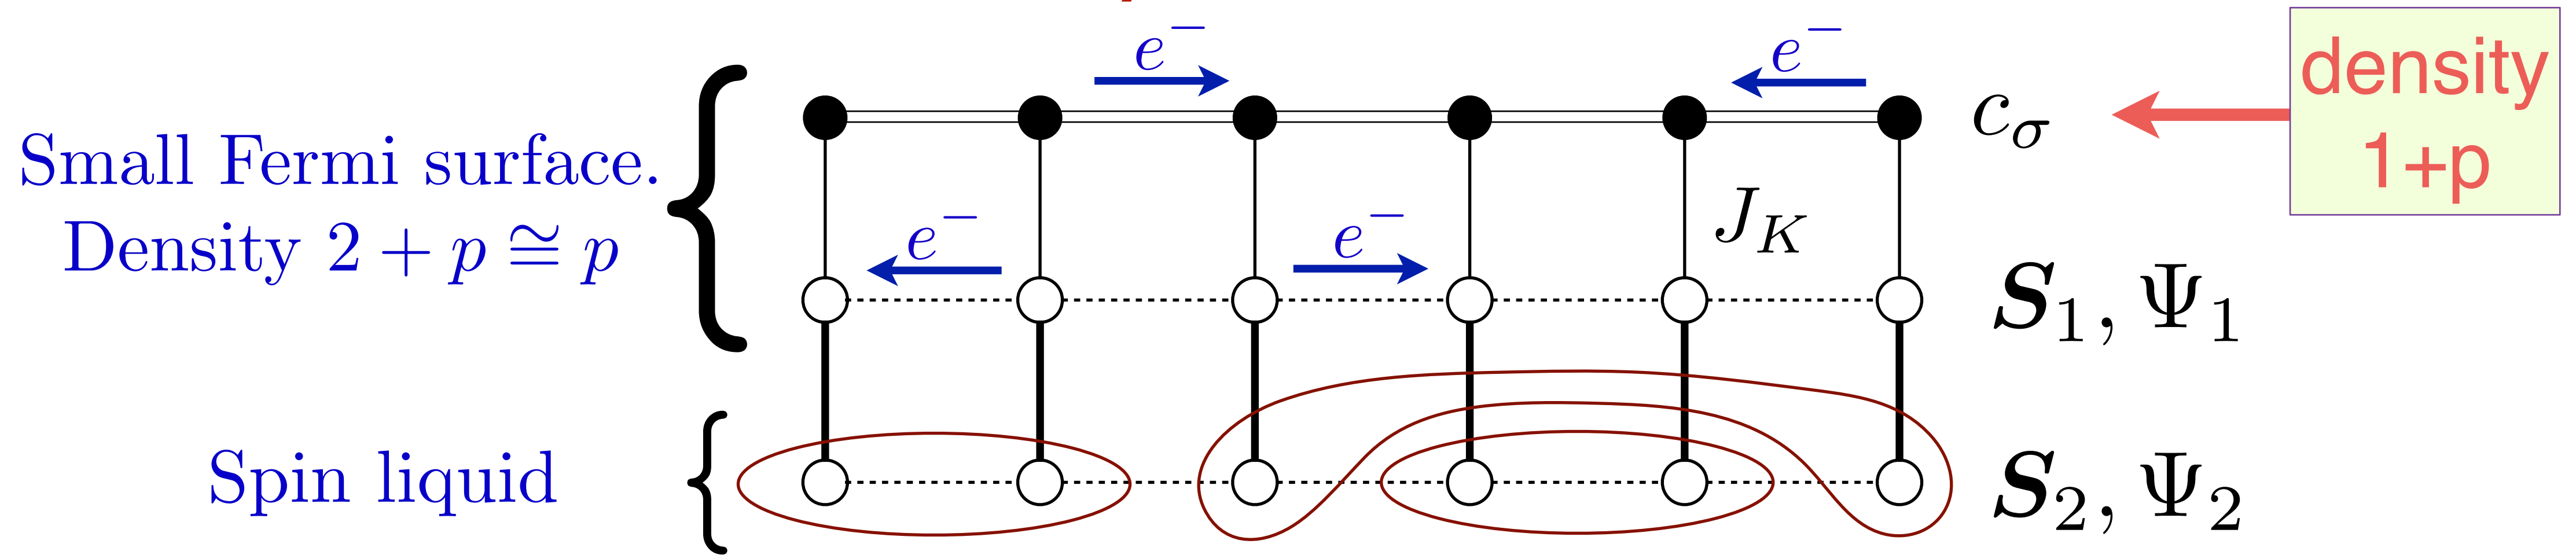 e⁻
e⁻
density
1+p
c_σ
Small Fermi surface.
Density 2 + p ≅ p
e⁻
e⁻
J_K
S₁, Ψ₁
Spin liquid
S₂, Ψ₂